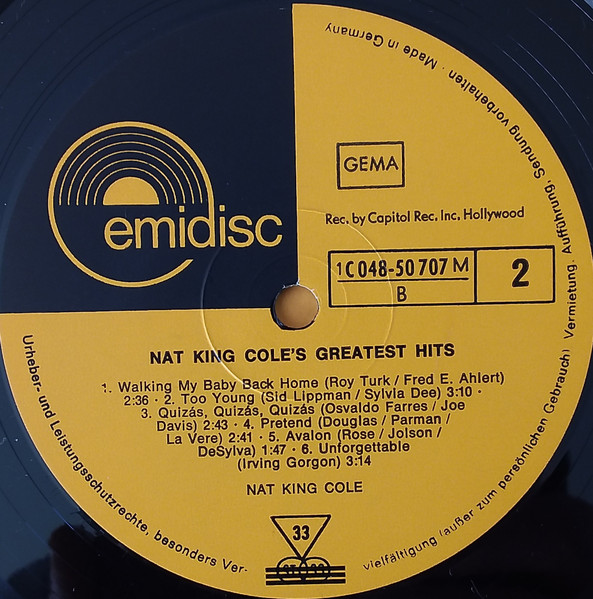 emidisc
GEMA
Rec. by Capitol Rec. Inc. Hollywood
1C 048-50 707 M
B
2
NAT KING COLE'S GREATEST HITS
1. Walking My Baby Back Home (Roy Turk / Fred E. Ahlert)
2:36 · 2. Too Young (Sid Lippman / Sylvia Dee) 3:10 ·
3. Quizás, Quizás, Quizás (Osvaldo Farres / Joe
Davis) 2:43 · 4. Pretend (Douglas / Parman /
La Vere) 2:41 · 5. Avalon (Rose / Jolson /
DeSylva) 1:47 · 6. Unforgettable
(Irving Gorgon) 3:14
NAT KING COLE
33
ST 33
Urheber- und Leistungsschutzrechte, besonders Ver-
vielfältigung (außer zum persönlichen Gebrauch) Vermietung. Aufführung, Sendung vorbehalten · Made in Germany